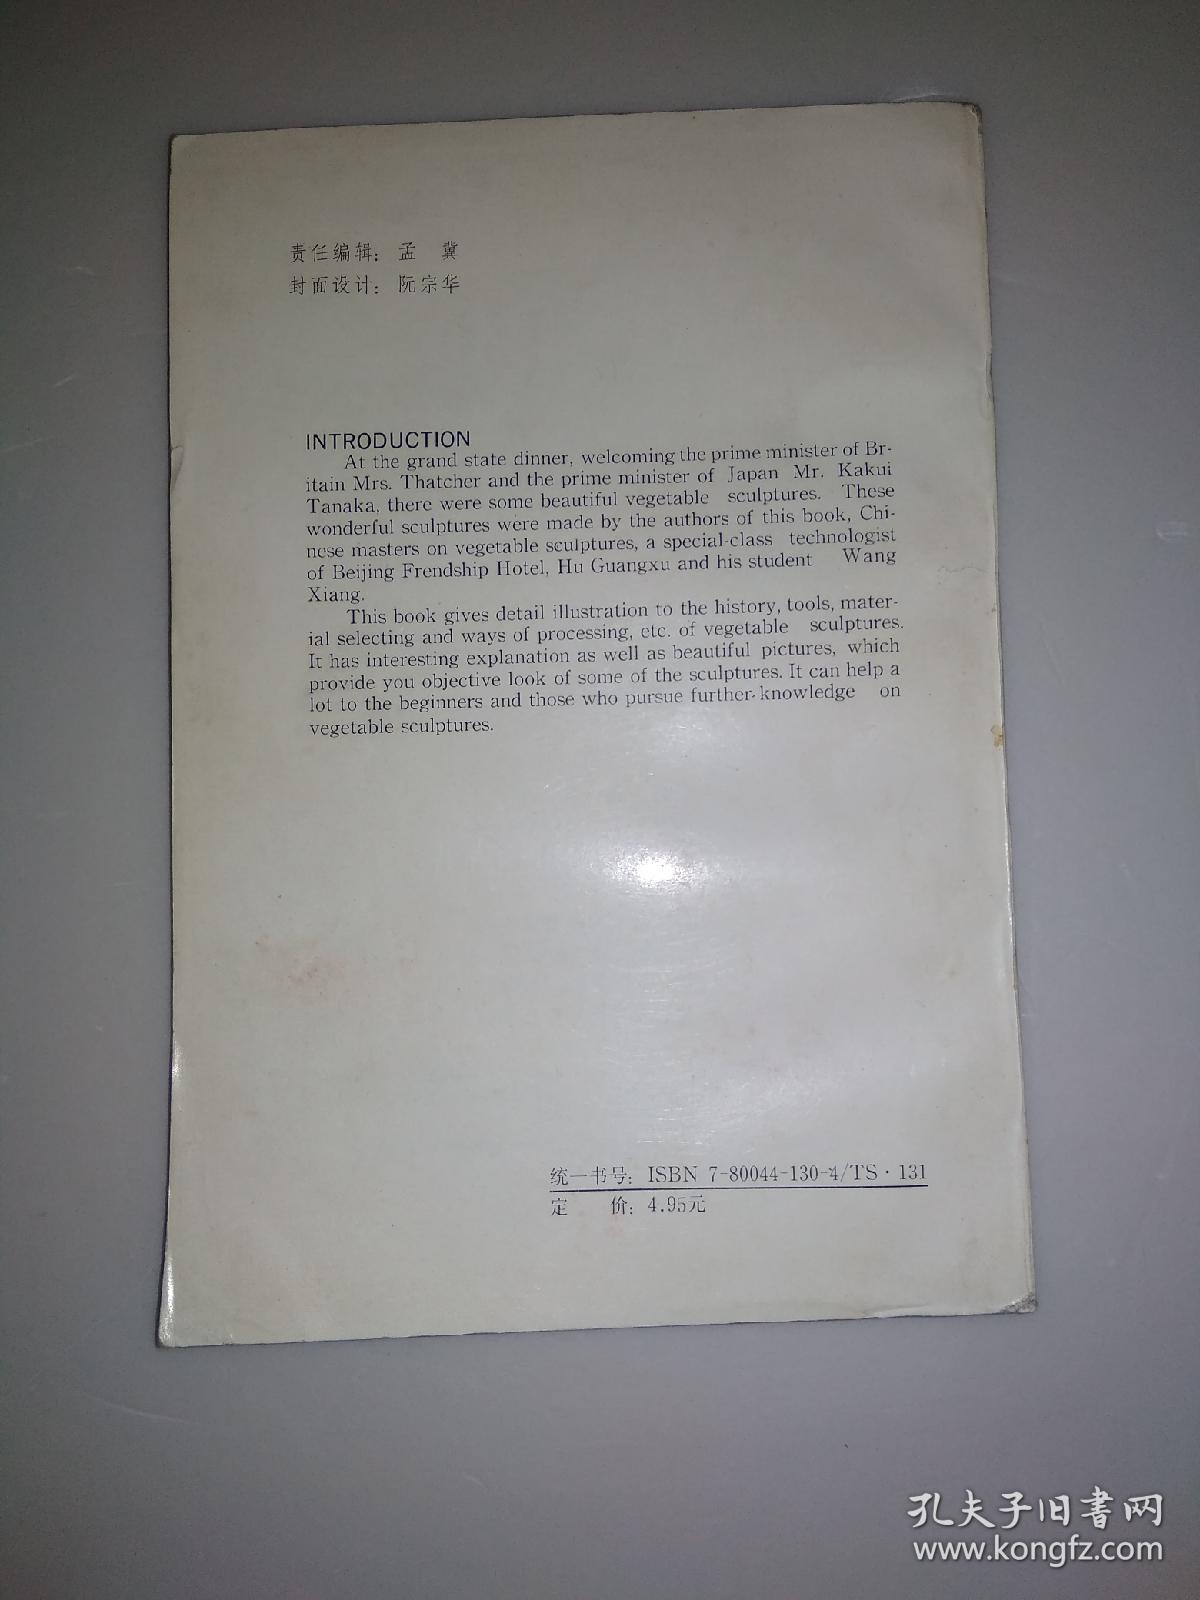 责任编辑：孟　冀
封面设计：阮宗华
INTRODUCTION
At the grand state dinner, welcoming the prime minister of Br-
itain Mrs. Thatcher and the prime minister of Japan Mr. Kakui
Tanaka, there were some beautiful vegetable sculptures. These
wonderful sculptures were made by the authors of this book, Chi-
nese masters on vegetable sculptures, a special-class technologist
of Beijing Frendship Hotel, Hu Guangxu and his student Wang
Xiang.
This book gives detail illustration to the history, tools, mater-
ial selecting and ways of processing, etc. of vegetable sculptures.
It has interesting explanation as well as beautiful pictures, which
provide you objective look of some of the sculptures. It can help a
lot to the beginners and those who pursue further knowledge on
vegetable sculptures.
统一书号：ISBN 7-80044-130-4/TS·131
定　价：4.95元
孔夫子旧书网
www.kongfz.com